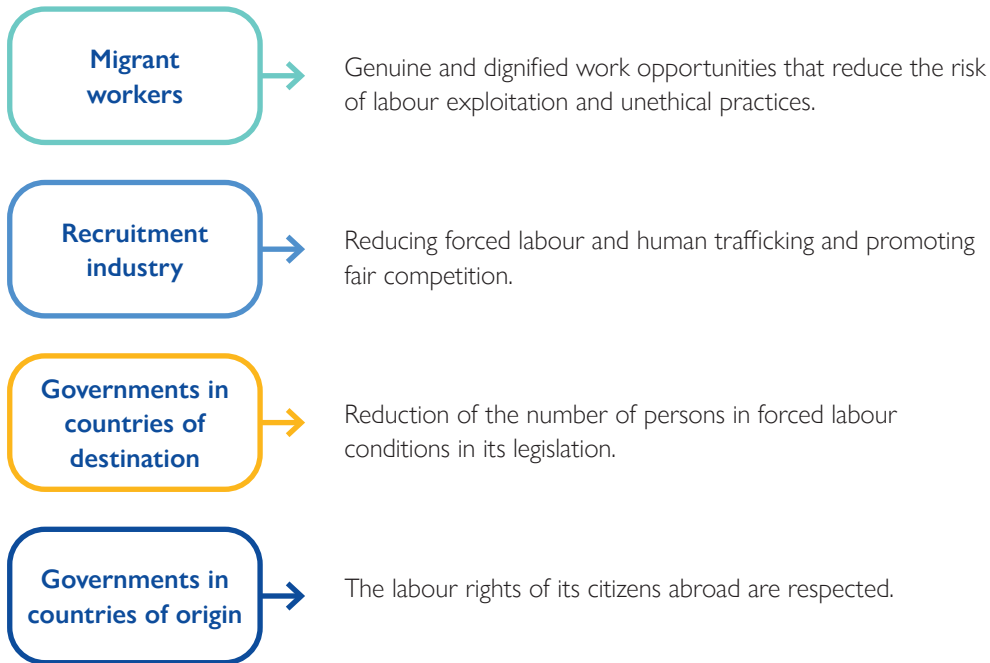 Migrant
workers
Genuine and dignified work opportunities that reduce the risk
of labour exploitation and unethical practices.
Recruitment
industry
Reducing forced labour and human trafficking and promoting
fair competition.
Governments in
countries of
destination
Reduction of the number of persons in forced labour
conditions in its legislation.
Governments in
countries of origin
The labour rights of its citizens abroad are respected.